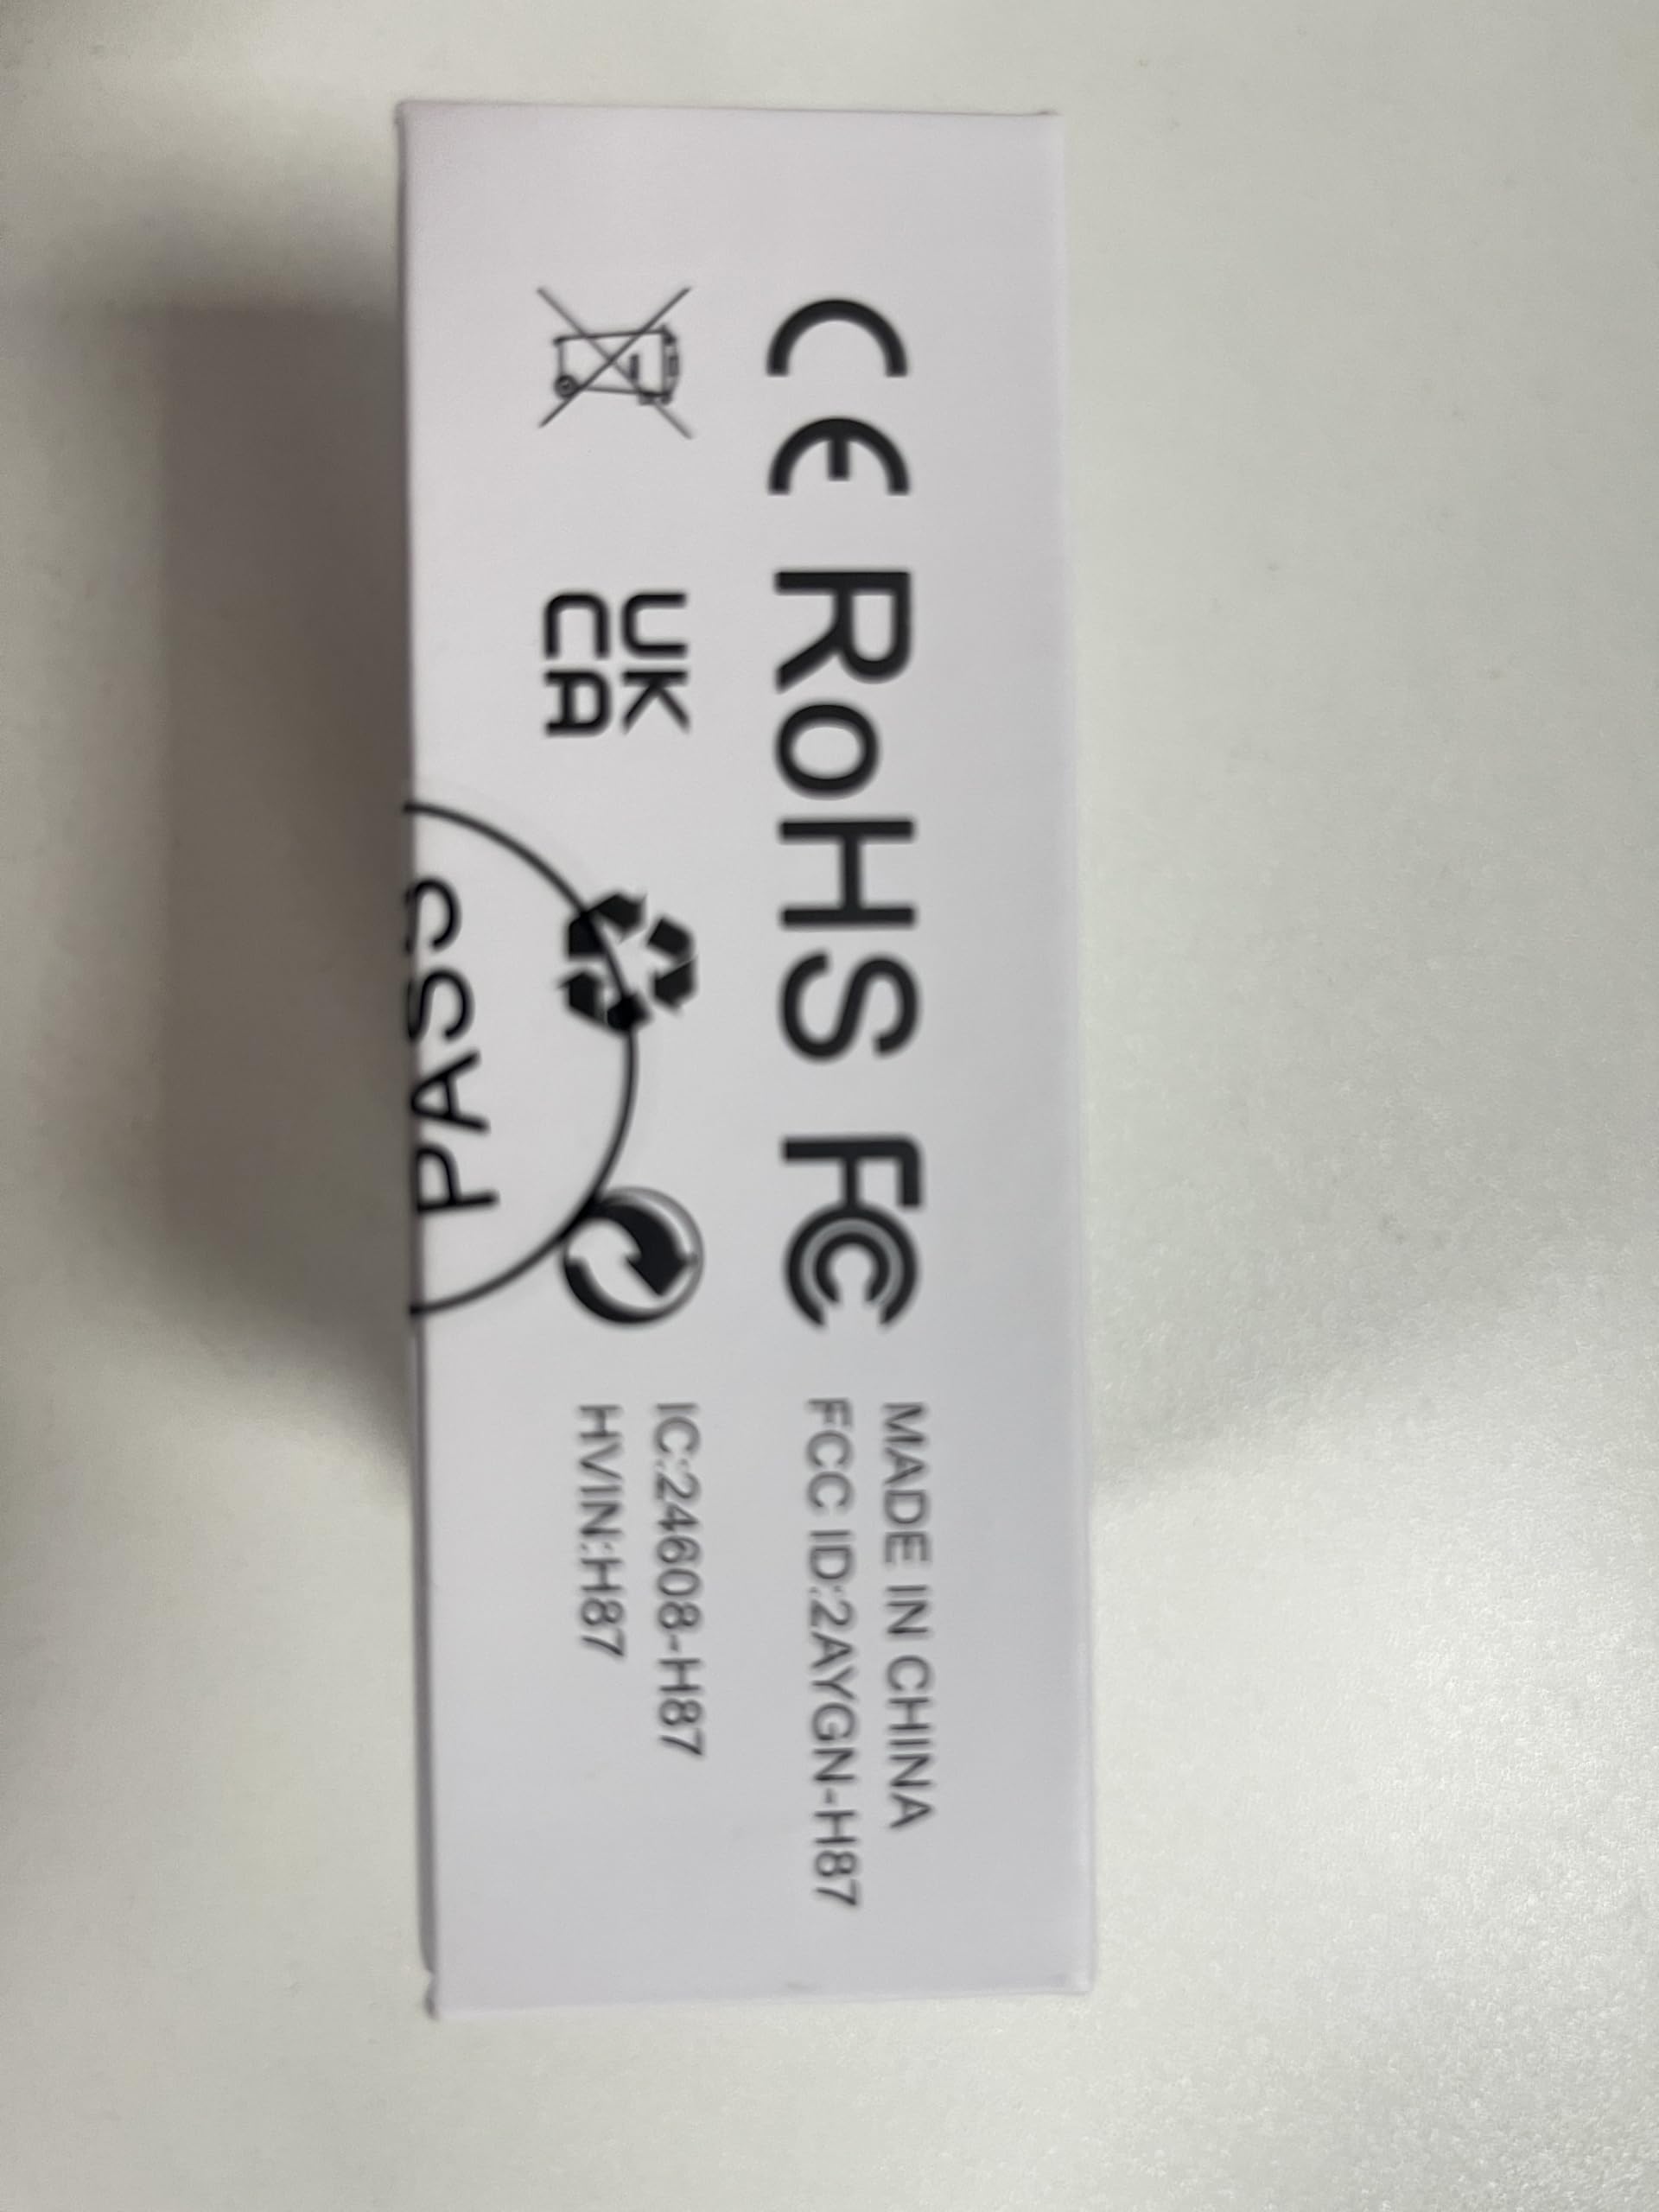 CE RoHS FC
MADE IN CHINA
FCC ID:2AYGN-H87
UK
CA
IC:24608-H87
HVIN:H87
PASS